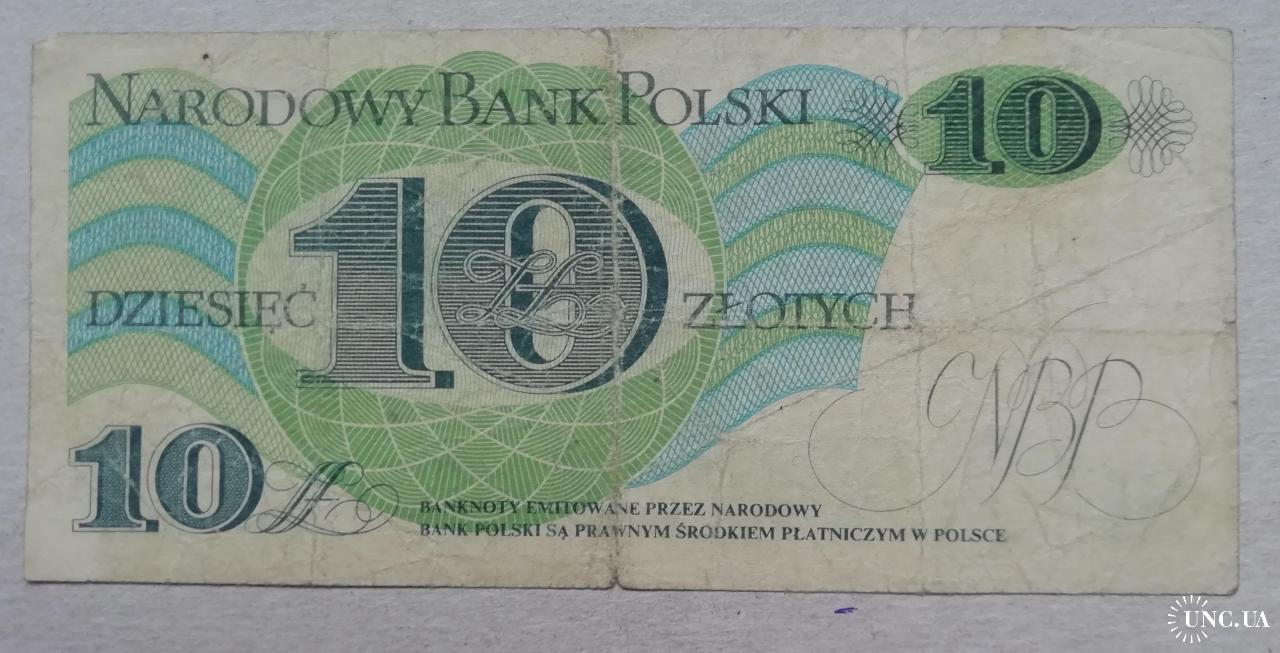 NARODOWY BANK POLSKI
10
10
DZIESIĘĆ ZŁOTYCH
NBP
10 zł
BANKNOTY EMITOWANE PRZEZ NARODOWY
BANK POLSKI SĄ PRAWNYM ŚRODKIEM PŁATNICZYM W POLSCE
UNC.UA